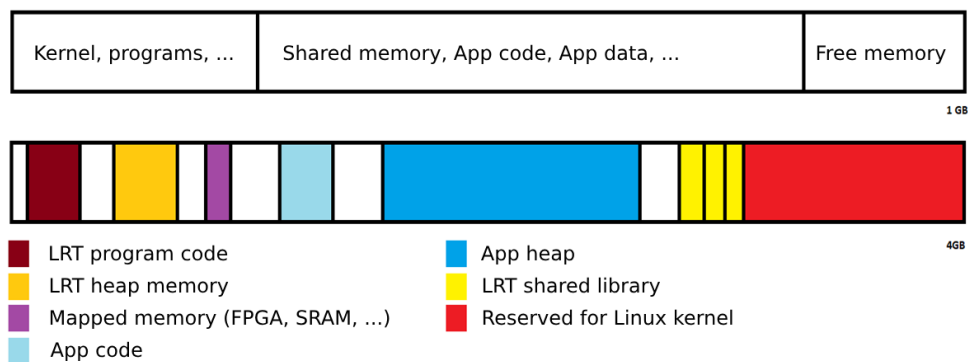 Kernel, programs, ...
Shared memory, App code, App data, ...
Free memory
1 GB
4GB
LRT program code
LRT heap memory
Mapped memory (FPGA, SRAM, ...)
App code
App heap
LRT shared library
Reserved for Linux kernel